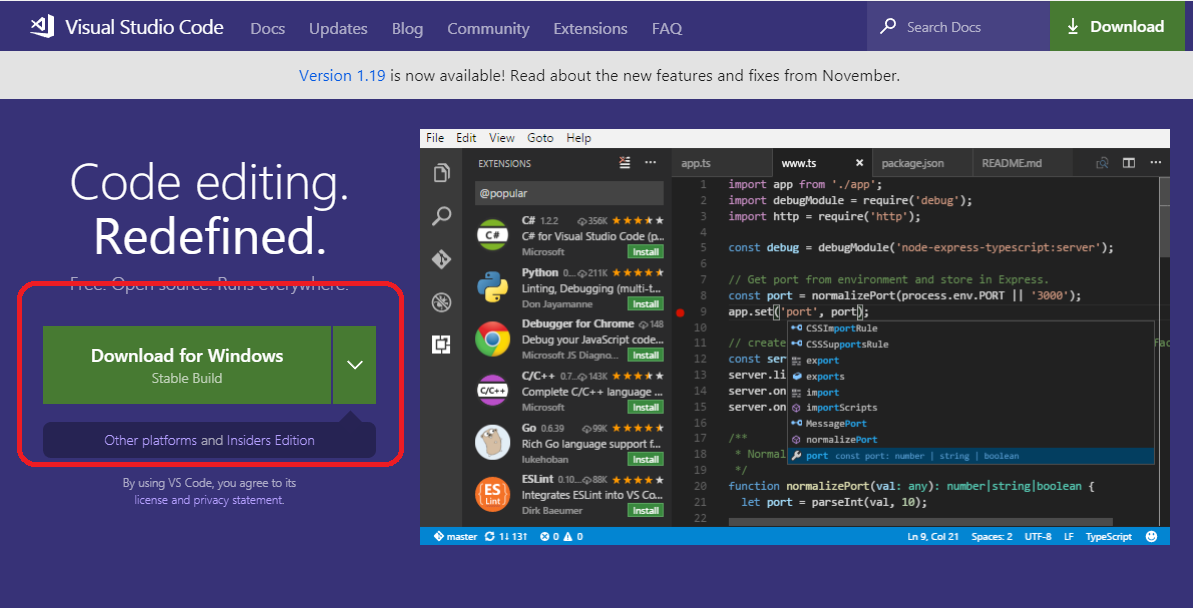 Visual Studio Code Docs Updates Blog Community Extensions FAQ Search Docs Download
Version 1.19 is now available! Read about the new features and fixes from November.
Code editing.
Redefined.
Free. Open source. Runs everywhere.
Download for Windows
Stable Build
Other platforms and Insiders Edition
By using VS Code, you agree to its
license and privacy statement.
File Edit View Goto Help
EXTENSIONS
@popular
C# 1.2.2 356K
C# for Visual Studio Code (p...
Microsoft Install
Python 0... 211K
Linting, Debugging (multi-t...
Don Jayamanne Install
Debugger for Chrome 148
Debug your JavaScript code...
Microsoft JS Diagno... Install
C/C++ 0.7... 143K
Complete C/C++ language ...
Microsoft Install
Go 0.6.39 99K
Rich Go language support f...
lukehoban Install
ESLint 0.10... 88K
Integrates ESLint into VS Co...
Dirk Baeumer Install
C#
C/C++
ES
Lint
app.ts www.ts package.json README.md
1 import app from './app';
2 import debugModule = require('debug');
3 import http = require('http');
4
5 const debug = debugModule('node-express-typescript:server');
6
7 // Get port from environment and store in Express.
8 const port = normalizePort(process.env.PORT || '3000');
9 app.set('port', port);
10
11 // create
12 const ser
13 server.li
14 server.on
15 server.on
16
17 /**
18 * Normal
19 */
20 function normalizePort(val: any): number|string|boolean {
21 let port = parseInt(val, 10);
22
CSSImportRule
CSSSupportsRule
export
exports
import
importScripts
MessagePort
normalizePort
port const port: number | string | boolean
master 1↓ 13↑ 0 0 Ln 9, Col 21 Spaces: 2 UTF-8 LF TypeScript